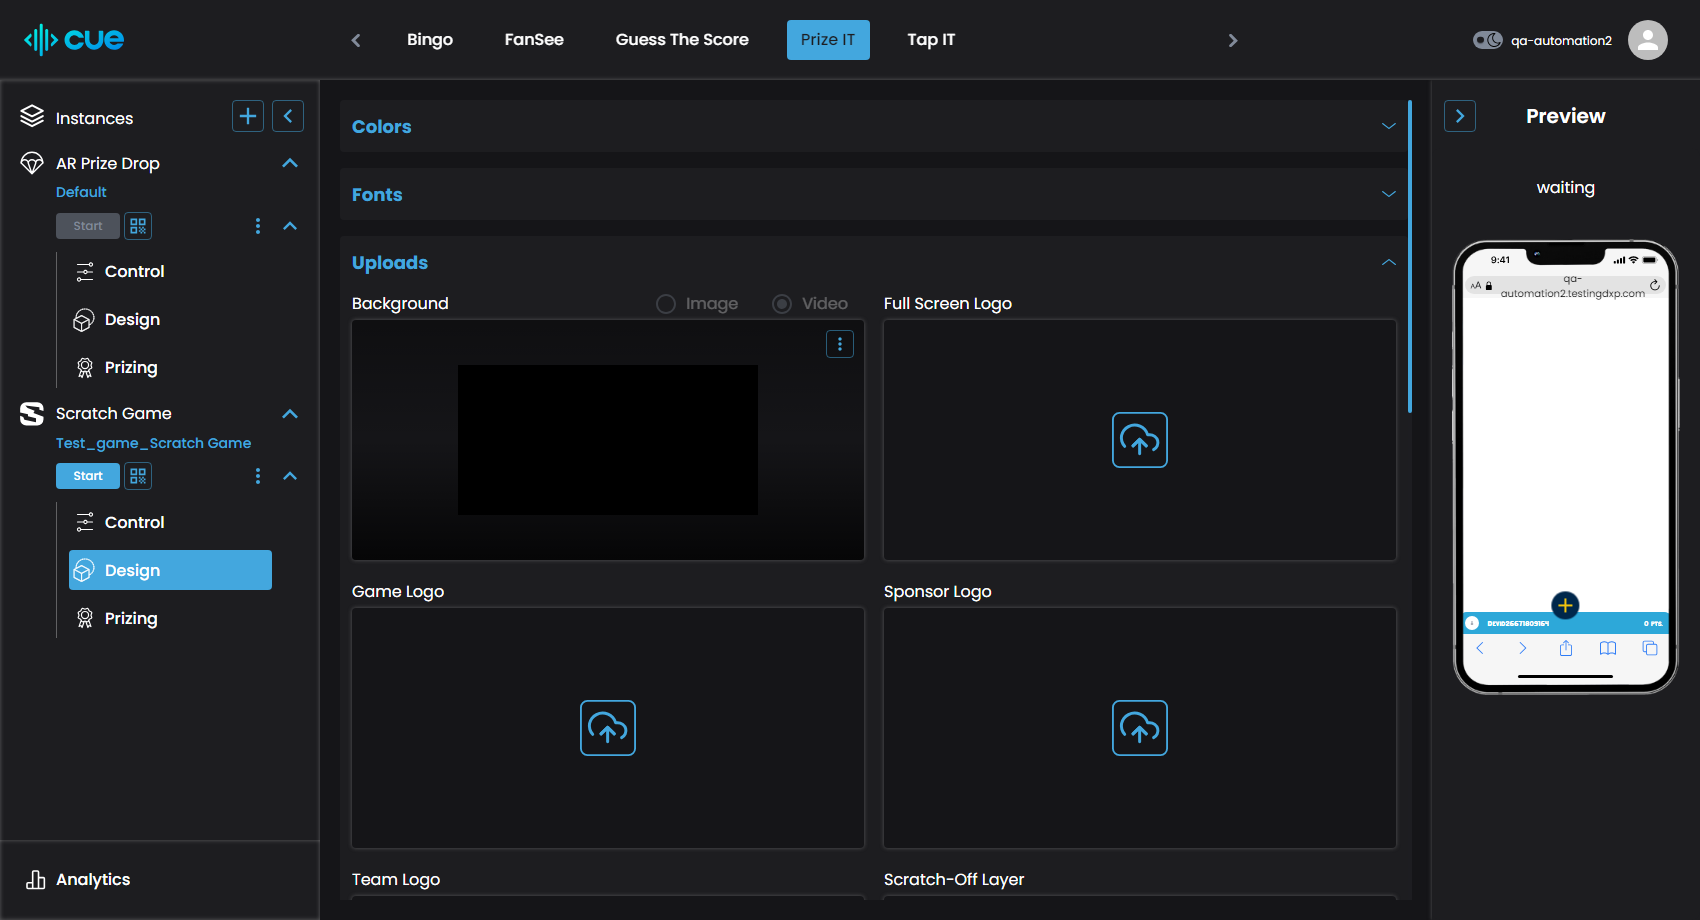 cue
Bingo
FanSee
Guess The Score
Prize IT
Tap IT
qa-automation2
Instances
AR Prize Drop
Default
Start
Control
Design
Prizing
Scratch Game
Test_game_Scratch Game
Start
Control
Design
Prizing
Analytics
Colors
Fonts
Uploads
Background
Image
Video
Full Screen Logo
Game Logo
Sponsor Logo
Team Logo
Scratch-Off Layer
Preview
waiting
9:41
AA
qa-
automation2.testingdxp.com
0 PTS.